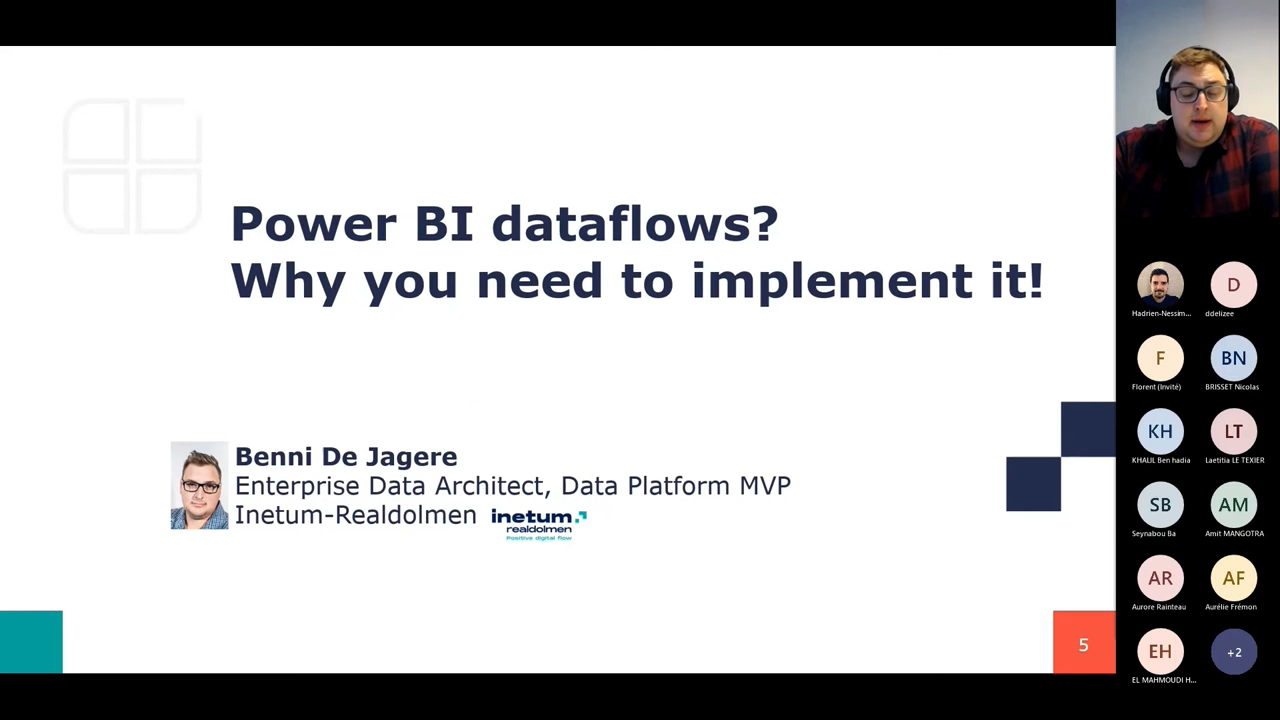 Power BI dataflows?
Why you need to implement it!
Benni De Jagere
Enterprise Data Architect, Data Platform MVP
Inetum-Realdolmen
inetum
realdolmen
Positive digital flow
5
Hadrien-Nessim...
D
ddelizee
F
Florent (Invité)
BN
BRISSET Nicolas
KH
KHALIL Ben hadia
LT
Laetitia LE TEXIER
SB
Seynabou Ba
AM
Amit MANGOTRA
AR
Aurore Rainteau
AF
Aurélie Frémon
EH
EL MAHMOUDI H...
+2